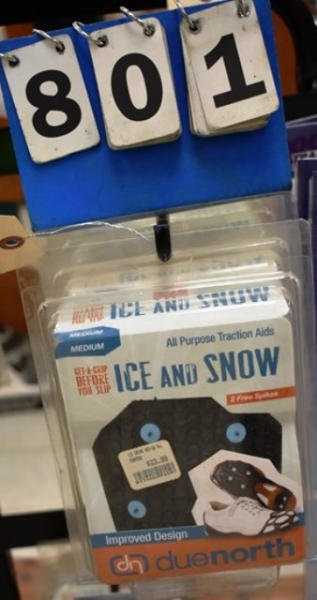 801
ICE AND SNOW
MEDIUM
MEDIUM
All Purpose Traction Aids
GET-A-GRIP
BEFORE
YOU SLIP
ICE AND SNOW
2 Free Spikes
Improved Design
dn duenorth